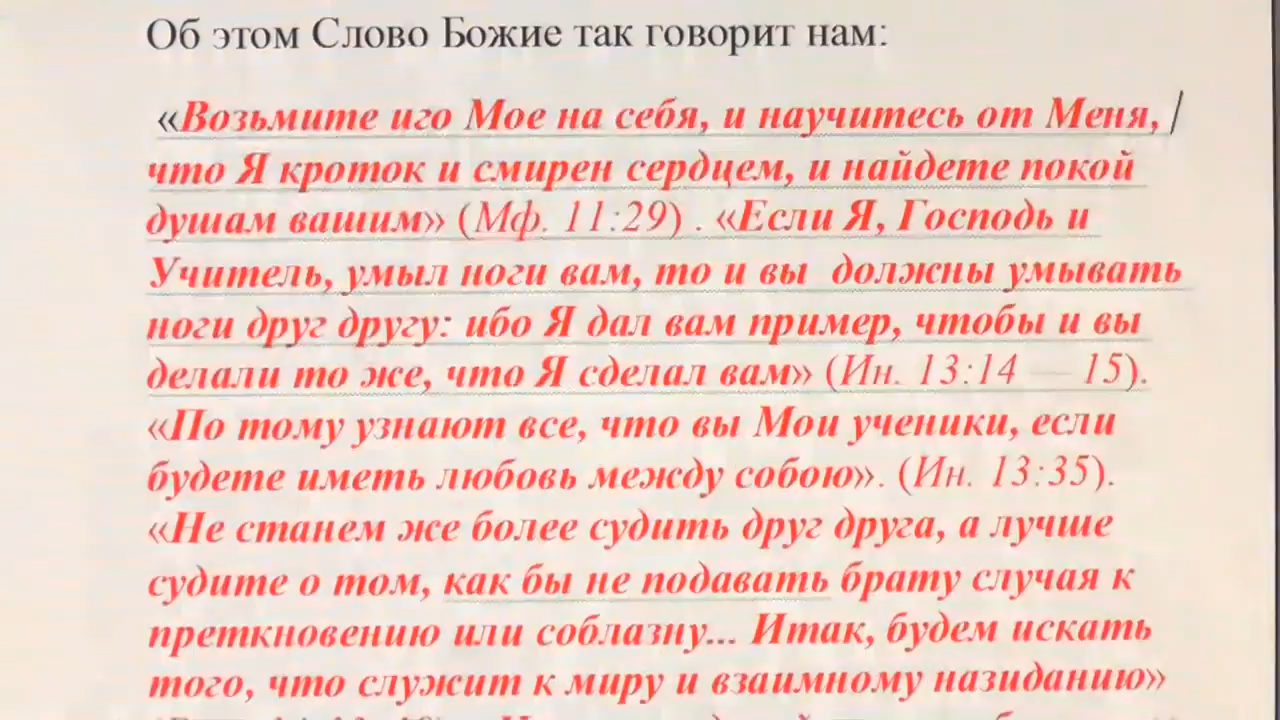 Об этом Слово Божие так говорит нам:
«Возьмите иго Мое на себя, и научитесь от Меня,
что Я кроток и смирен сердцем, и найдете покой
душам вашим» (Мф. 11:29) . «Если Я, Господь и
Учитель, умыл ноги вам, то и вы должны умывать
ноги друг другу: ибо Я дал вам пример, чтобы и вы
делали то же, что Я сделал вам» (Ин. 13:14 — 15).
«По тому узнают все, что вы Мои ученики, если
будете иметь любовь между собою». (Ин. 13:35).
«Не станем же более судить друг друга, а лучше
судите о том, как бы не подавать брату случая к
преткновению или соблазну... Итак, будем искать
того, что служит к миру и взаимному назиданию»